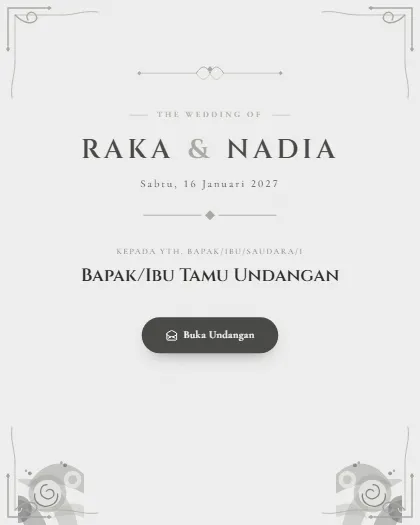 THE WEDDING OF
RAKA & NADIA
Sabtu, 16 Januari 2027
KEPADA YTH. BAPAK/IBU/SAUDARA/I
Bapak/Ibu Tamu Undangan
Buka Undangan